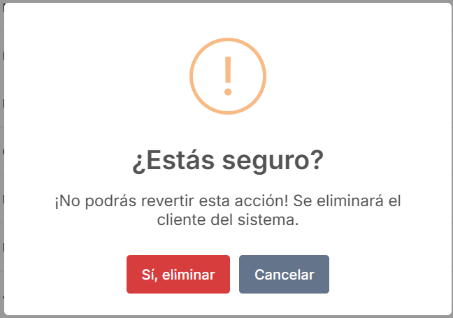 ¿Estás seguro?
¡No podrás revertir esta acción! Se eliminará el
cliente del sistema.
Sí, eliminar
Cancelar